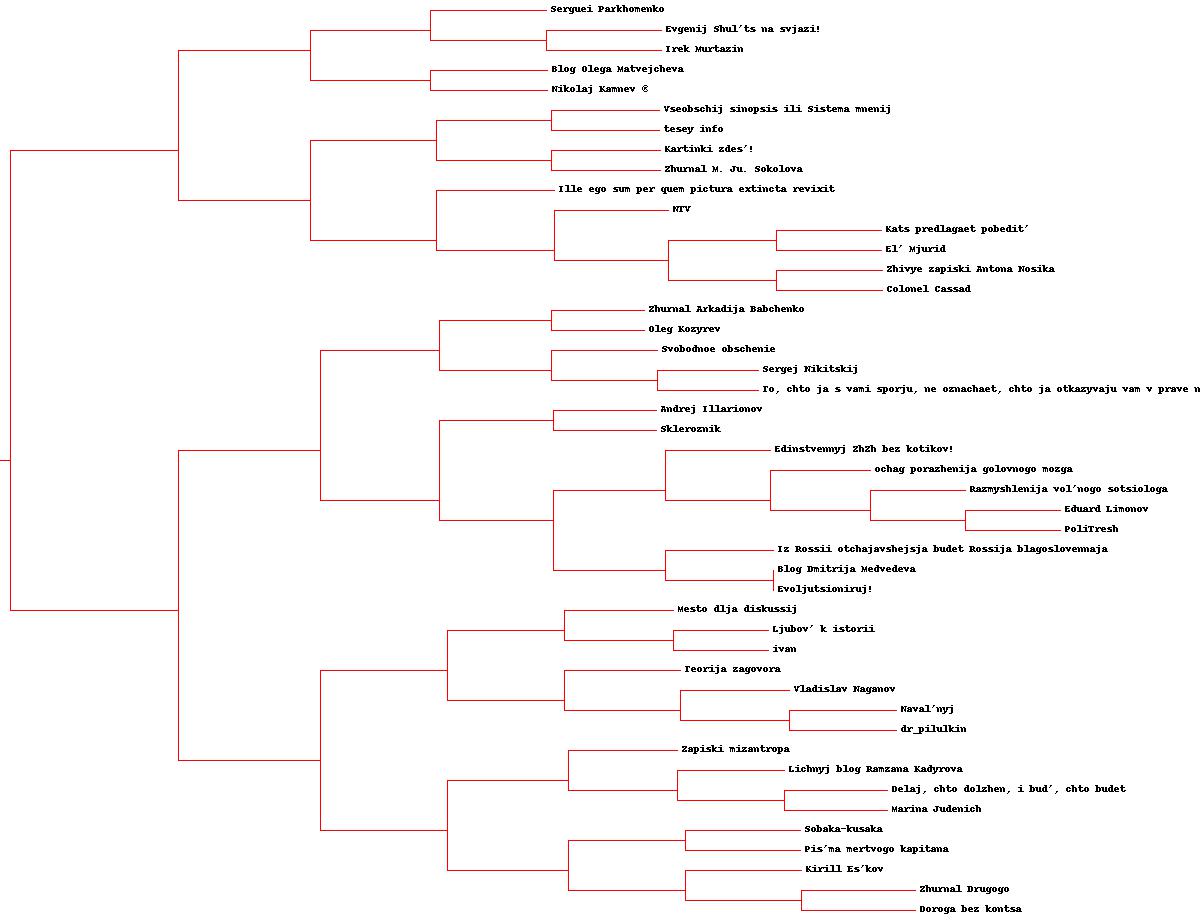 Serguei Parkhomenko
Evgenij Shul'ts na svjazi!
Irek Murtazin
Blog Olega Matvejcheva
Nikolaj Kamnev ©
Vseobschij sinopsis ili Sistema mnenij
tesey info
Kartinki zdes'!
Zhurnal M. Ju. Sokolova
Ille ego sum per quem pictura extincta revixit
NTV
Kats predlagaet pobedit'
El' Mjurid
Zhivye zapiski Antona Nosika
Colonel Cassad
Zhurnal Arkadija Babchenko
Oleg Kozyrev
Svobodnoe obschenie
Sergej Nikitskij
To, chto ja s vami sporju, ne oznachaet, chto ja otkazyvaju vam v prave n
Andrej Illarionov
Skleroznik
Edinstvennyj ZhZh bez kotikov!
ochag porazhenija golovnogo mozga
Razmyshlenija vol'nogo sotsiologa
Eduard Limonov
PoliTresh
Iz Rossii otchajavshejsja budet Rossija blagoslovennaja
Blog Dmitrija Medvedeva
Evoljutsioniruj!
Mesto dlja diskussij
Ljubov' k istorii
ivan
Teorija zagovora
Vladislav Naganov
Naval'nyj
dr_pilulkin
Zapiski mizantropa
Lichnyj blog Ramzana Kadyrova
Delaj, chto dolzhen, i bud', chto budet
Marina Judenich
Sobaka-kusaka
Pis'ma mertvogo kapitana
Kirill Es'kov
Zhurnal Drugogo
Doroga bez kontsa